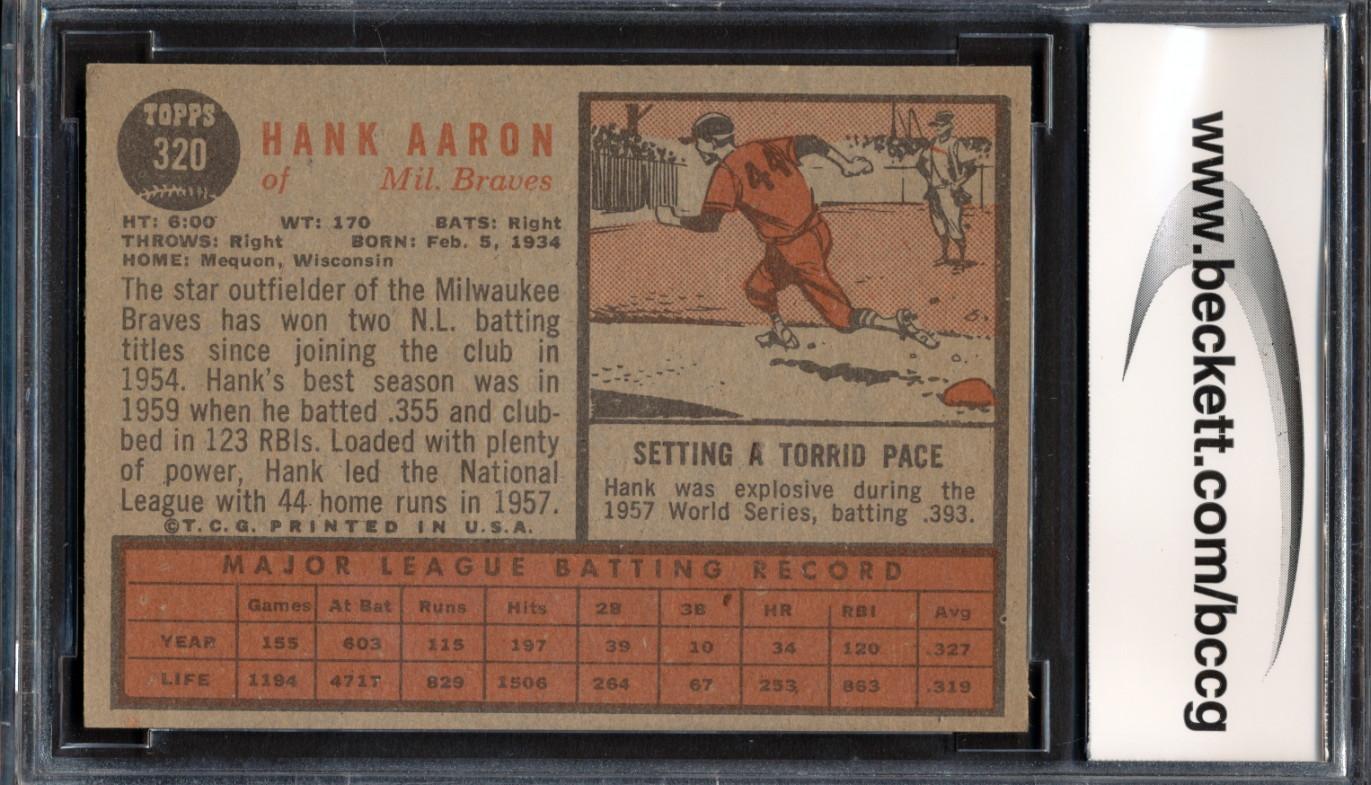 TOPPS
320
HANK AARON
of Mil. Braves
HT: 6:00 WT: 170 BATS: Right
THROWS: Right BORN: Feb. 5, 1934
HOME: Mequon, Wisconsin
The star outfielder of the Milwaukee
Braves has won two N.L. batting
titles since joining the club in
1954. Hank's best season was in
1959 when he batted .355 and club-
bed in 123 RBIs. Loaded with plenty
of power, Hank led the National
League with 44 home runs in 1957.
©T.C.G. PRINTED IN U.S.A.
44
SETTING A TORRID PACE
Hank was explosive during the
1957 World Series, batting .393.
MAJOR LEAGUE BATTING RECORD
Games At Bat Runs Hits 2B 3B HR RBI Avg
YEAR 155 603 115 197 39 10 34 120 .327
LIFE 1194 4717 829 1506 264 67 253 863 .319
www.beckett.com/bccg